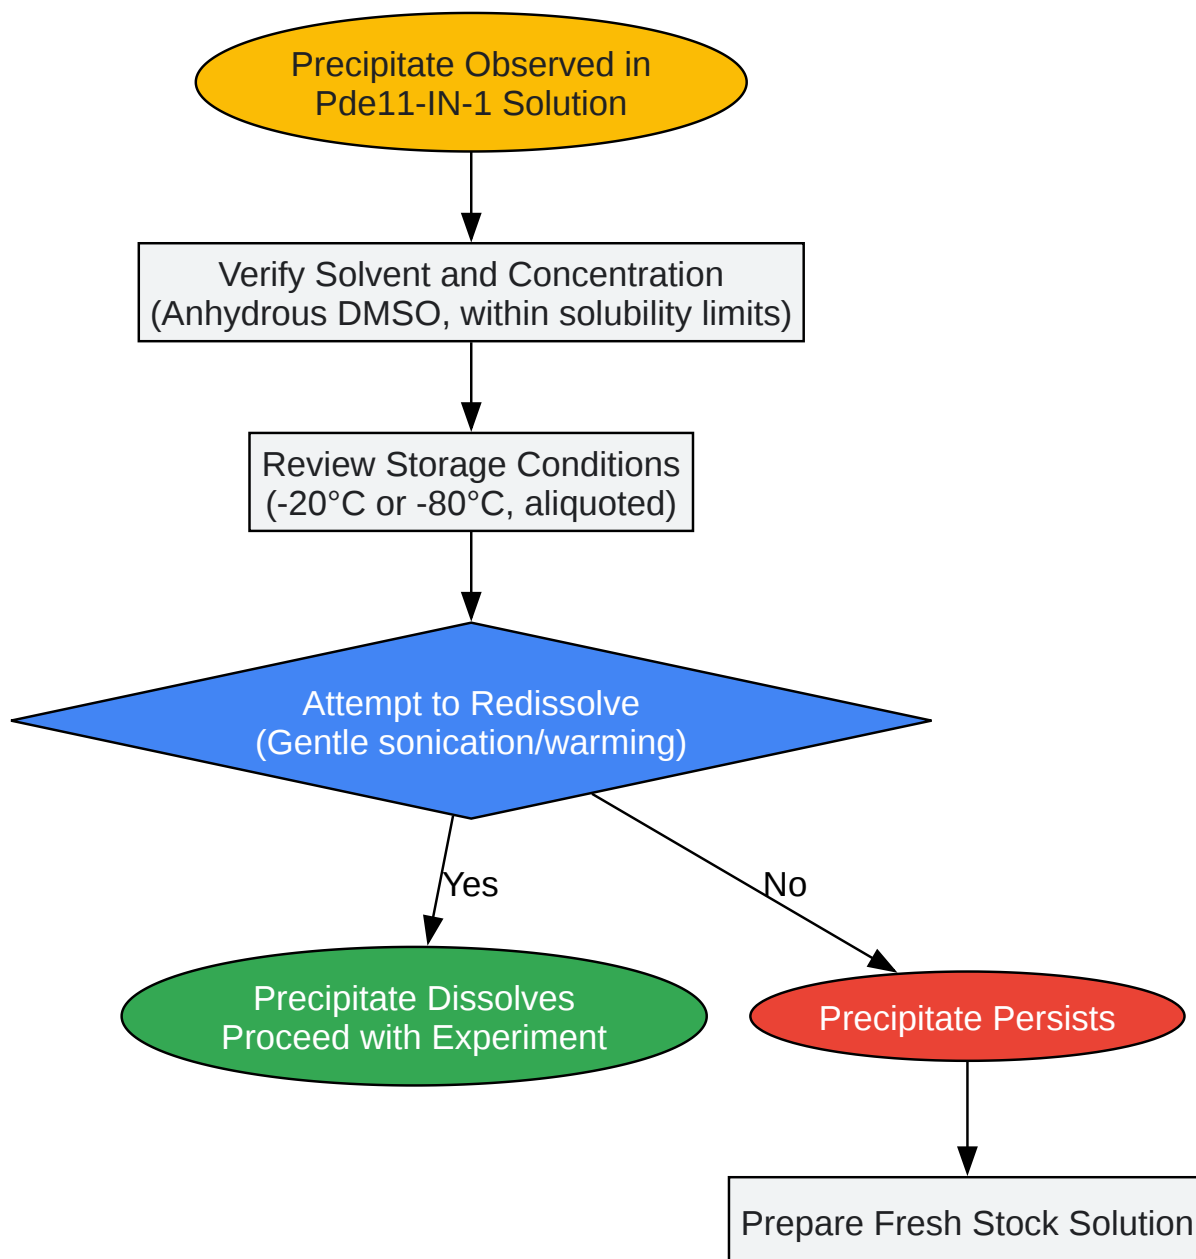 Precipitate Observed in
Pde11-IN-1 Solution
Verify Solvent and Concentration
(Anhydrous DMSO, within solubility limits)
Review Storage Conditions
(-20°C or -80°C, aliquoted)
Attempt to Redissolve
(Gentle sonication/warming)
Yes
No
Precipitate Dissolves
Proceed with Experiment
Precipitate Persists
Prepare Fresh Stock Solution